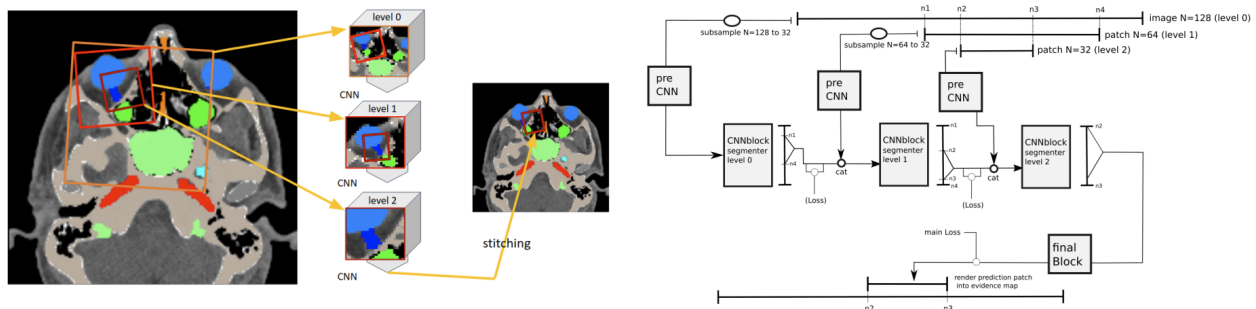 level 0
CNN
level 1
CNN
level 2
CNN
stitching
n1
n2
n3
n4
image N=128 (level 0)
subsample N=128 to 32
patch N=64 (level 1)
subsample N=64 to 32
patch N=32 (level 2)
pre
CNN
pre
CNN
pre
CNN
CNNblock
segmenter
level 0
n1
n4
(Loss)
cat
CNNblock
segmenter
level 1
n1
n2
n3
n4
(Loss)
cat
CNNblock
segmenter
level 2
n2
n3
main Loss
final
Block
render prediction patch
into evidence map
n2
n3